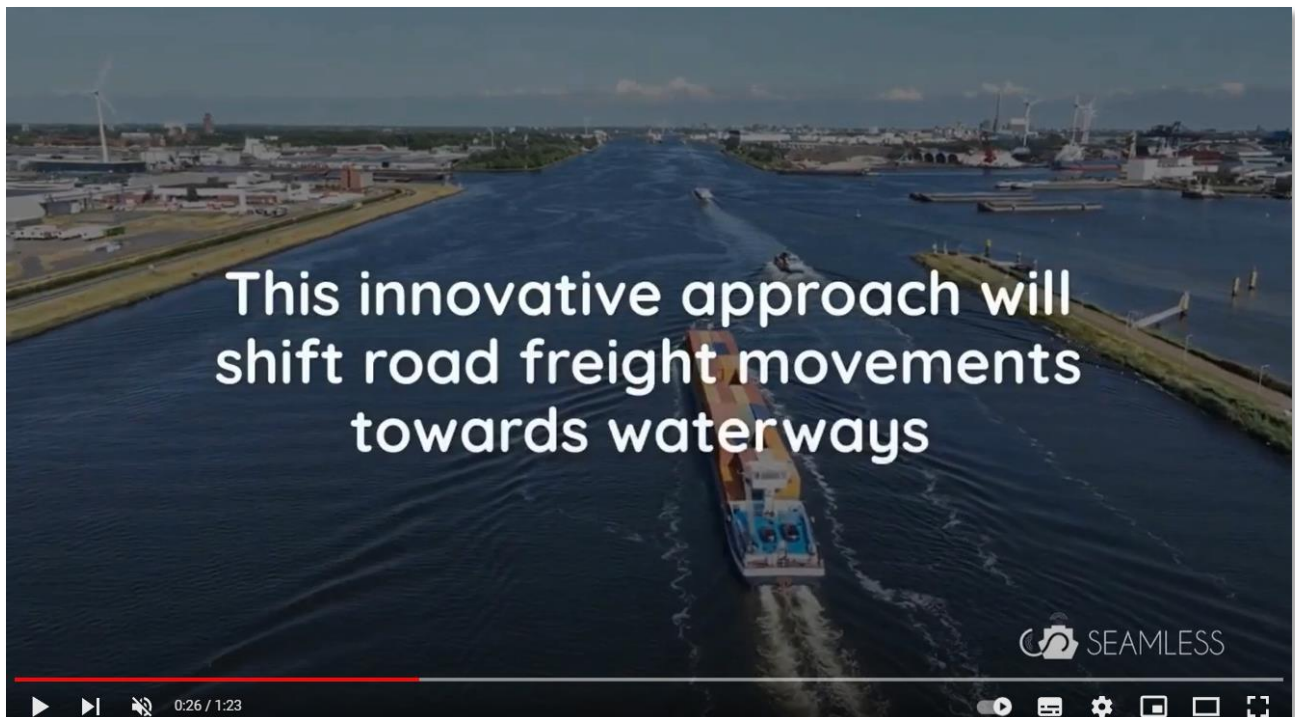 This innovative approach will
shift road freight movements
towards waterways
SEAMLESS
0:26 / 1:23